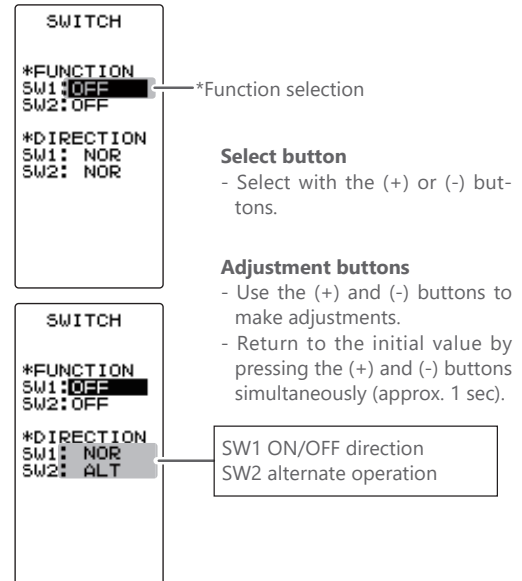 SWITCH
*FUNCTION
SW1:OFF
SW2:OFF
*DIRECTION
SW1: NOR
SW2: NOR
*Function selection
Select button
- Select with the (+) or (-) but-
tons.
Adjustment buttons
- Use the (+) and (-) buttons to
make adjustments.
- Return to the initial value by
pressing the (+) and (-) buttons
simultaneously (approx. 1 sec).
SWITCH
*FUNCTION
SW1:OFF
SW2:OFF
*DIRECTION
SW1: NOR
SW2: ALT
SW1 ON/OFF direction
SW2 alternate operation